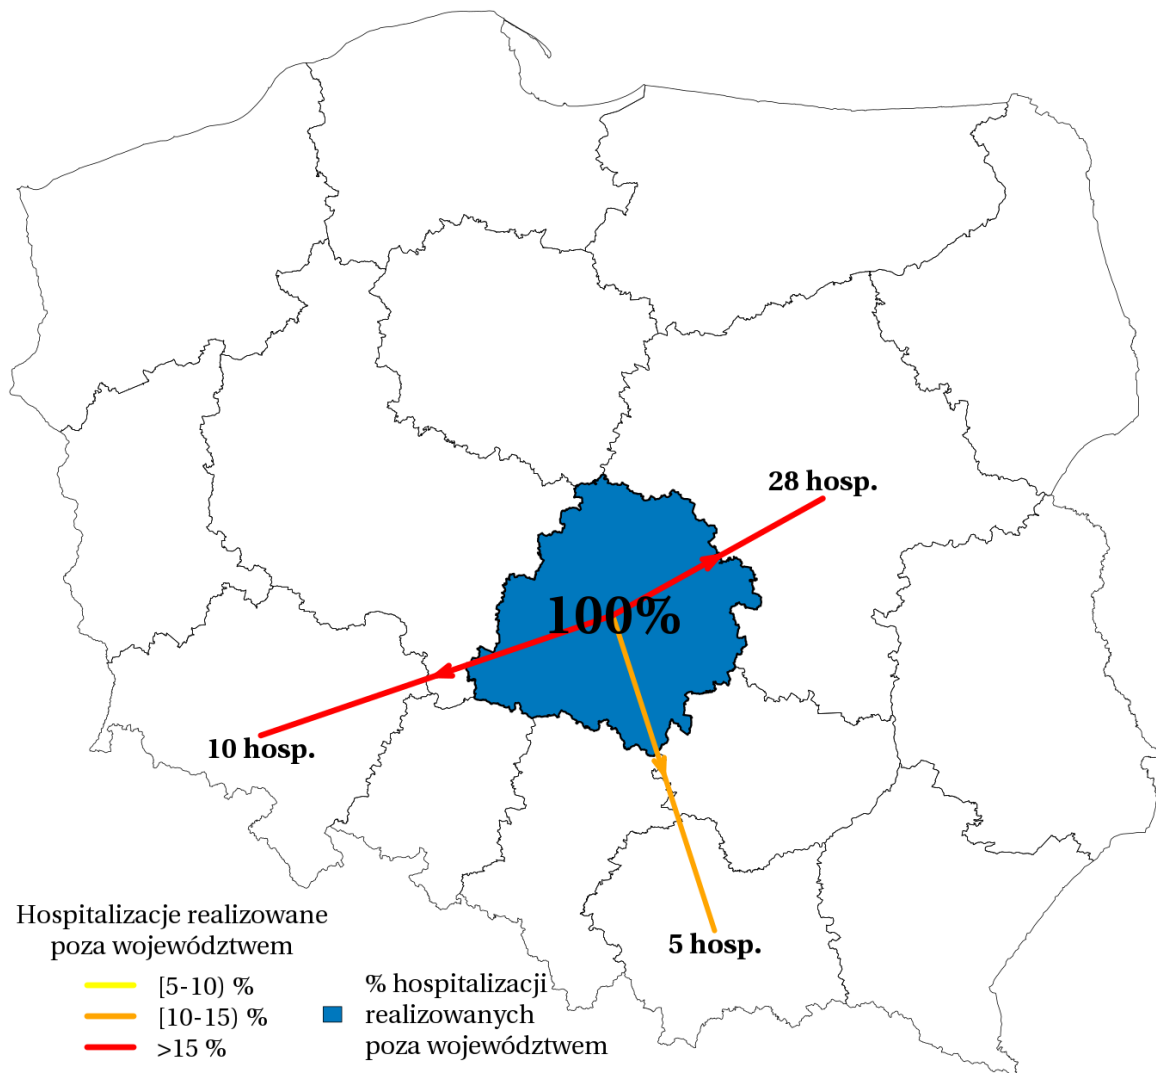 28 hosp.
100%
10 hosp.
5 hosp.
Hospitalizacje realizowane
poza województwem
[5-10) %
[10-15) %
>15 %
% hospitalizacji
realizowanych
poza województwem